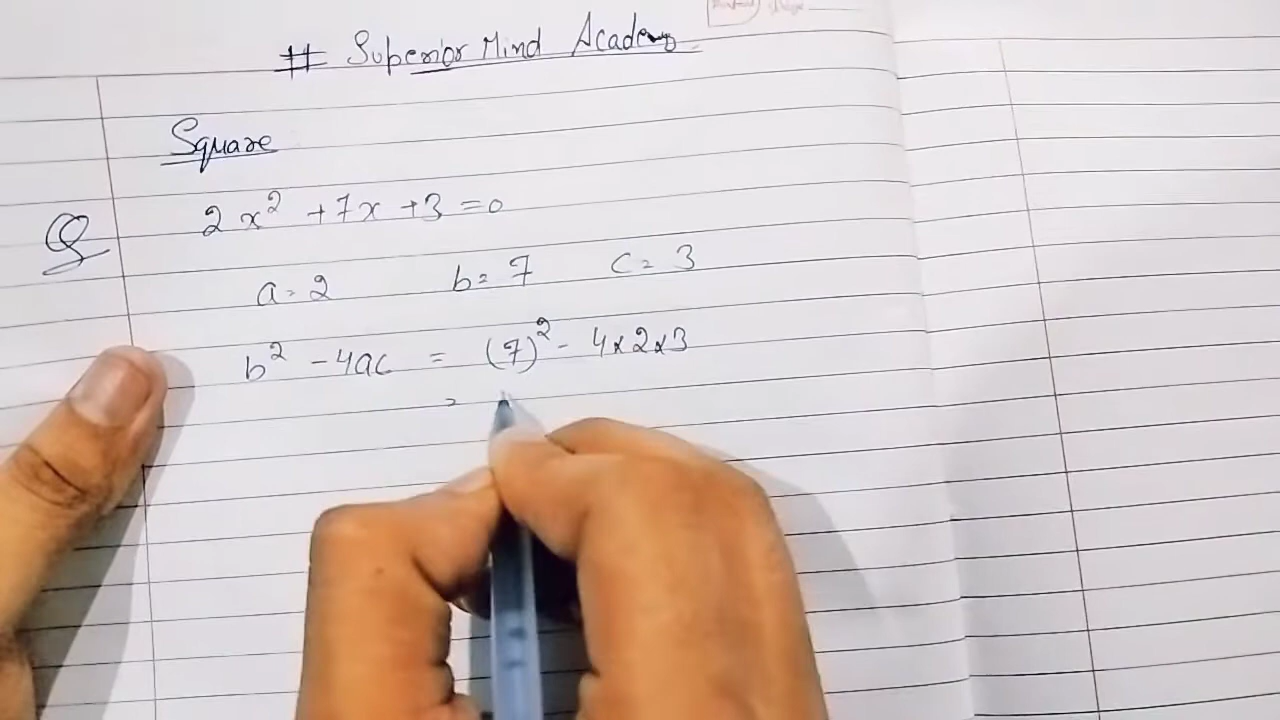 # Superior Mind Academy
Square
Q 2x² + 7x + 3 = 0
a = 2 b = 7 c = 3
b² - 4ac = (7)² - 4×2×3
=